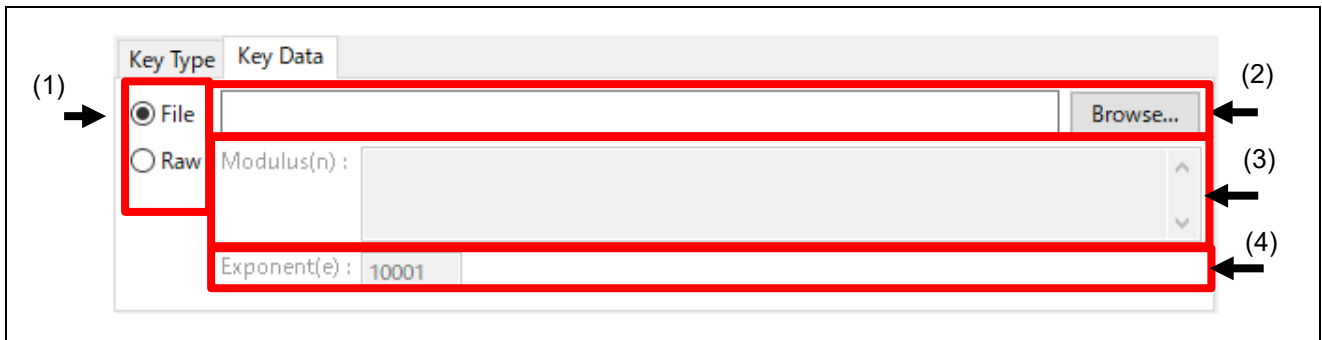 Key Type Key Data
(1)
(2)
File
Browse...
Raw
Modulus(n) :
(3)
(4)
Exponent(e) : 10001